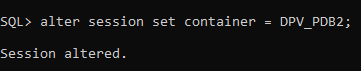 SQL> alter session set container = DPV_PDB2;
Session altered.